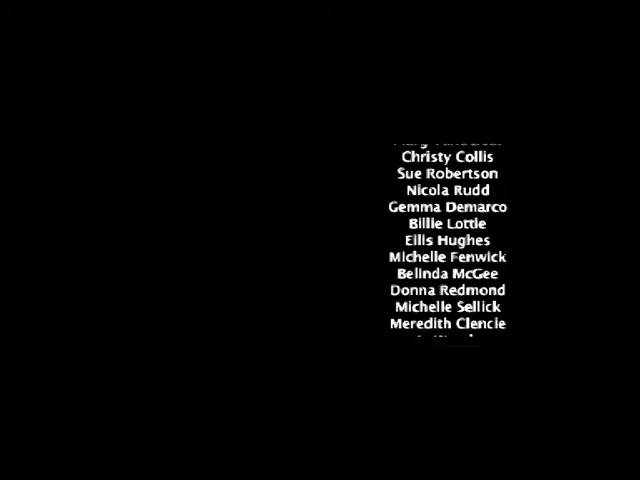 Christy Collis
Sue Robertson
Nicola Rudd
Gemma Demarco
Billie Lottie
Ellis Hughes
Michelle Fenwick
Belinda McGee
Donna Redmond
Michelle Sellick
Meredith Clencie